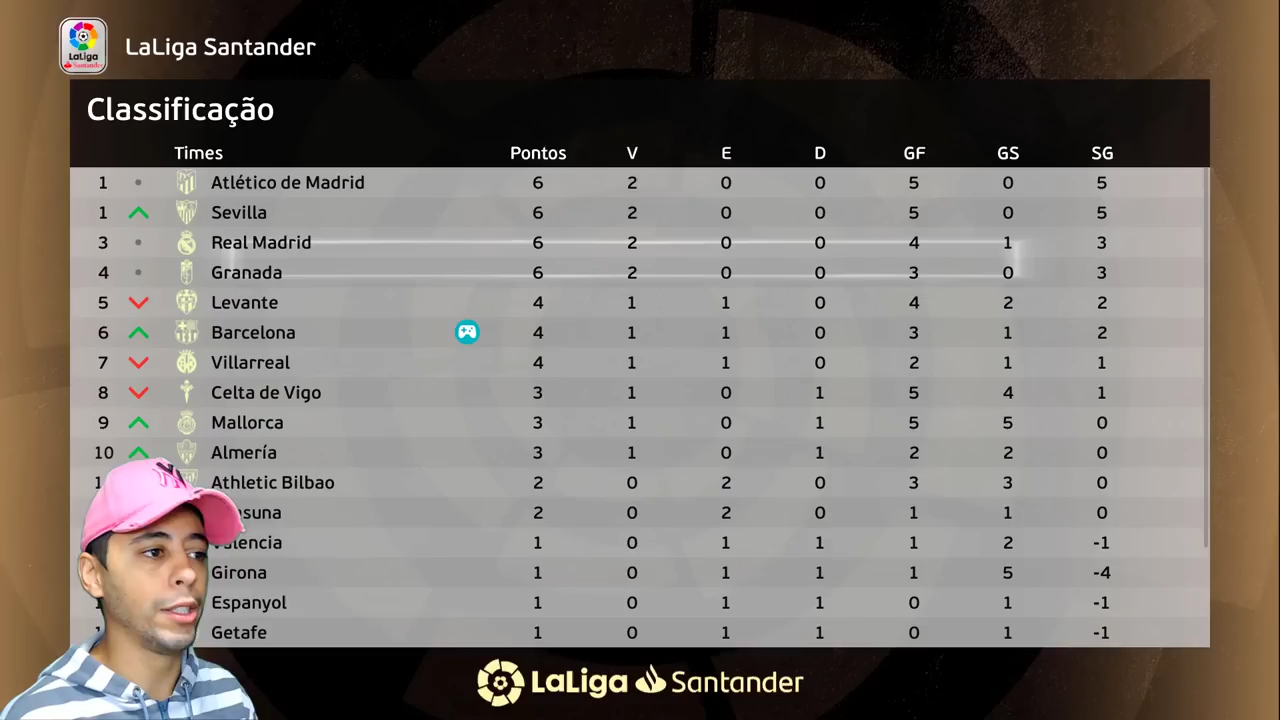 LaLiga Santander
LaLiga
Santander
Classificação
Times Pontos V E D GF GS SG
1 Atlético de Madrid 6 2 0 0 5 0 5
1 Sevilla 6 2 0 0 5 0 5
3 Real Madrid 6 2 0 0 4 1 3
4 Granada 6 2 0 0 3 0 3
5 Levante 4 1 1 0 4 2 2
6 Barcelona 4 1 1 0 3 1 2
7 Villarreal 4 1 1 0 2 1 1
8 Celta de Vigo 3 1 0 1 5 4 1
9 Mallorca 3 1 0 1 5 5 0
10 Almería 3 1 0 1 2 2 0
Athletic Bilbao 2 0 2 0 3 3 0
2 0 2 0 1 1 0
Valencia 1 0 1 1 1 2 -1
Girona 1 0 1 1 1 5 -4
Espanyol 1 0 1 1 0 1 -1
Getafe 1 0 1 1 0 1 -1
LaLiga Santander